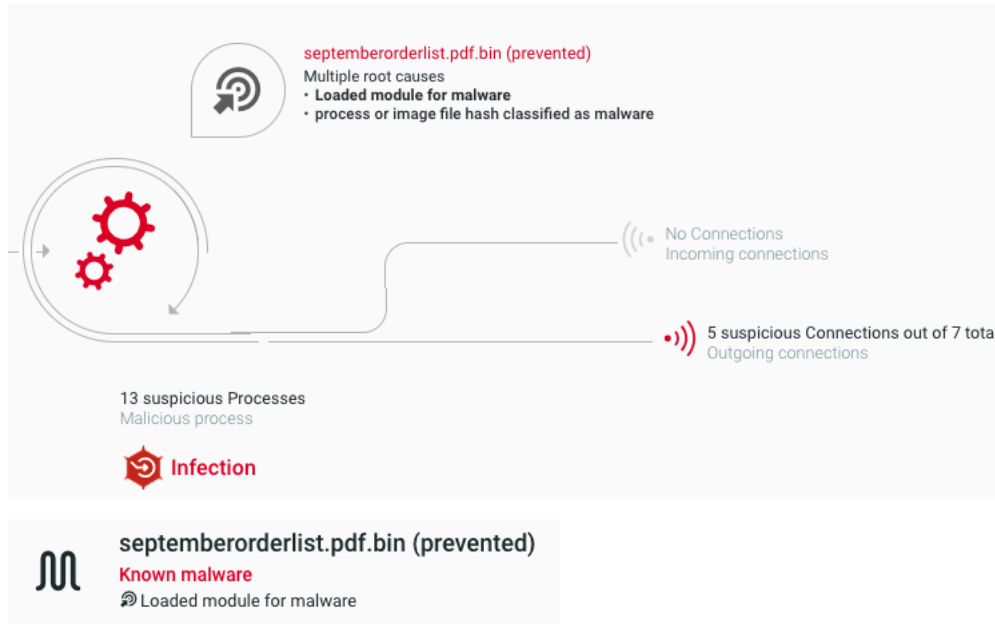 septemberorderlist.pdf.bin (prevented)
Multiple root causes
• Loaded module for malware
• process or image file hash classified as malware
No Connections
Incoming connections
5 suspicious Connections out of 7 tota
Outgoing connections
13 suspicious Processes
Malicious process
Infection
septemberorderlist.pdf.bin (prevented)
Known malware
Loaded module for malware